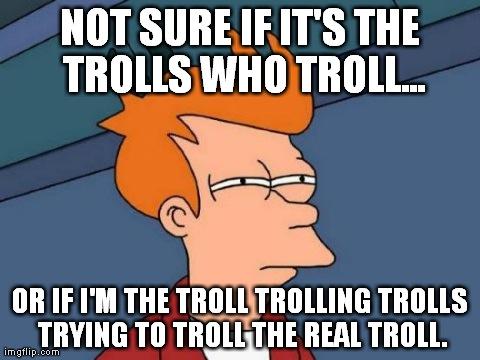 NOT SURE IF IT'S THE
TROLLS WHO TROLL...
OR IF I'M THE TROLL TROLLING TROLLS
TRYING TO TROLL THE REAL TROLL.
imgflip.com